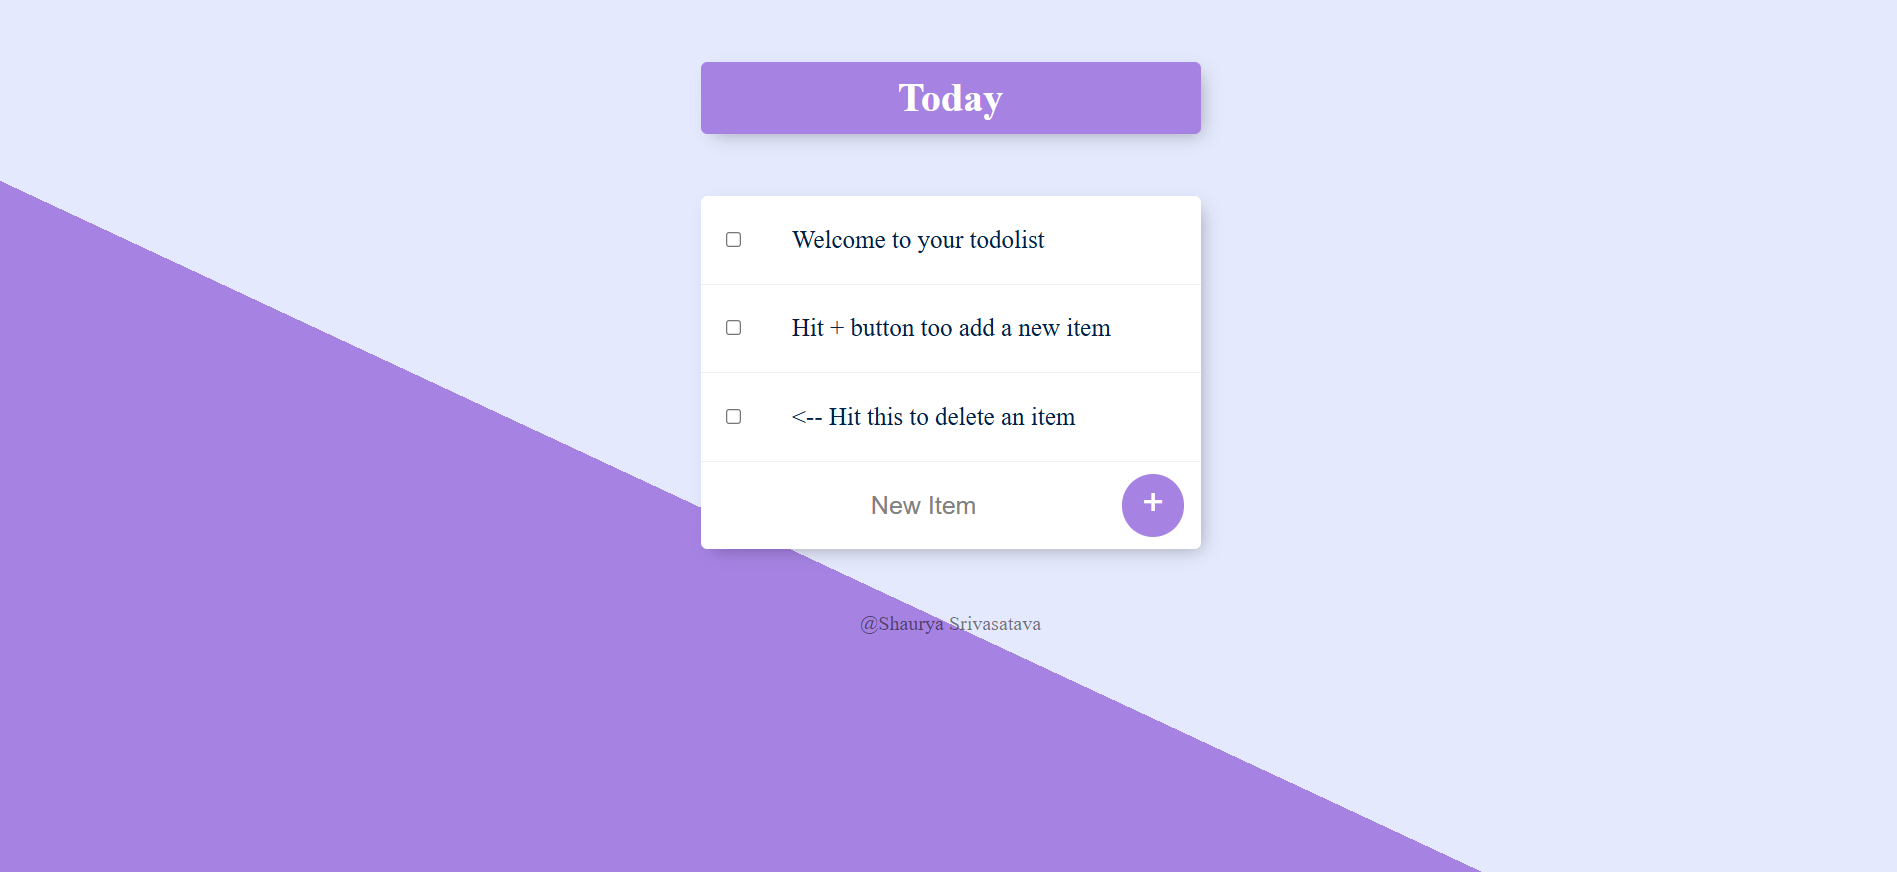 Today
Welcome to your todolist
Hit + button too add a new item
<-- Hit this to delete an item
New Item
+
@Shaurya Srivasatava